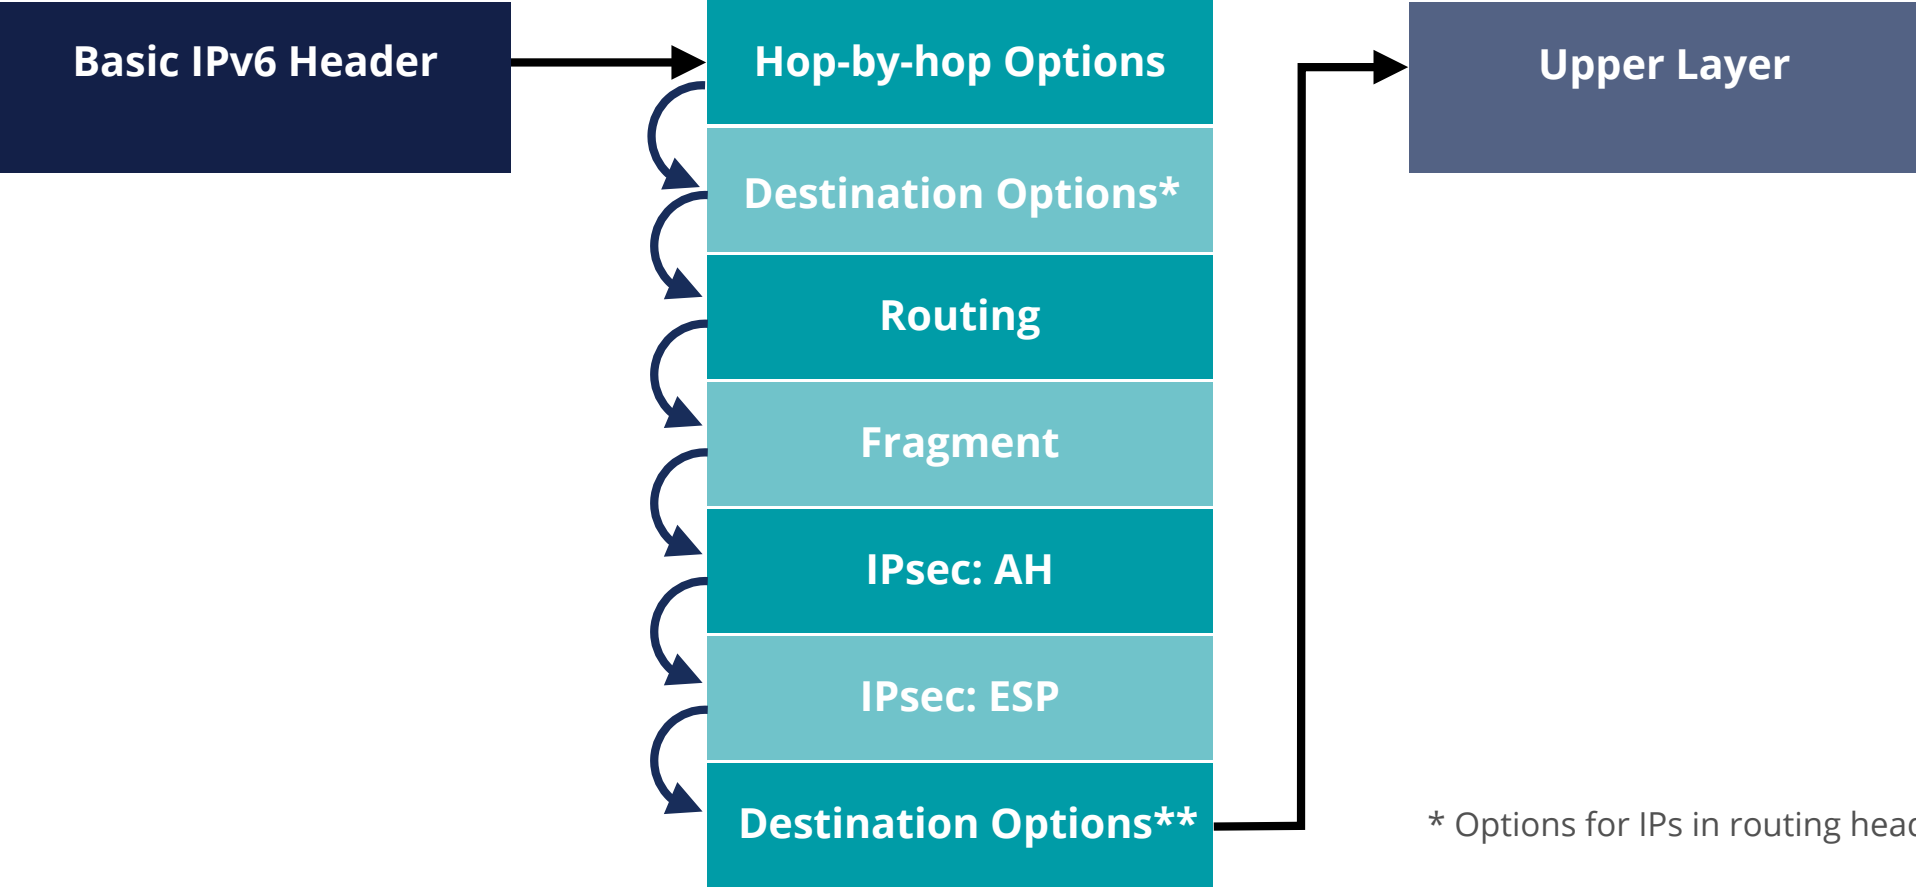 Basic IPv6 Header
Hop-by-hop Options
Destination Options*
Routing
Fragment
IPsec: AH
IPsec: ESP
Destination Options**
Upper Layer
* Options for IPs in routing